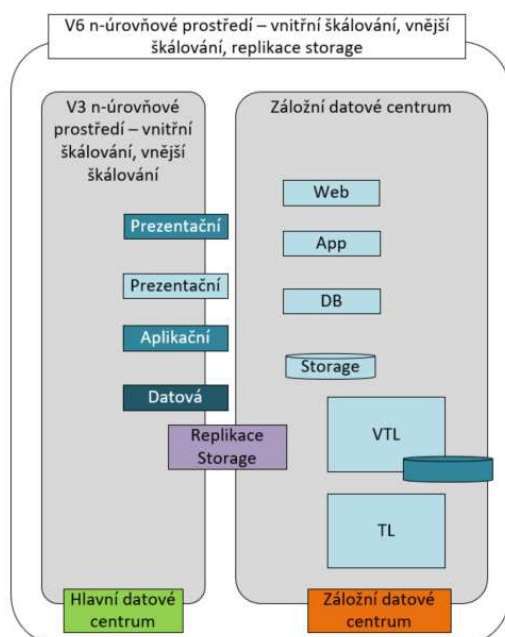 V6 n-úrovňové prostředí – vnitřní škálování, vnější
škálování, replikace storage
V3 n-úrovňové
prostředí – vnitřní
škálování, vnější
škálování
Prezentační
Prezentační
Aplikační
Datová
Replikace
Storage
Hlavní datové
centrum
Záložní datové centrum
Web
App
DB
Storage
VTL
TL
Záložní datové
centrum